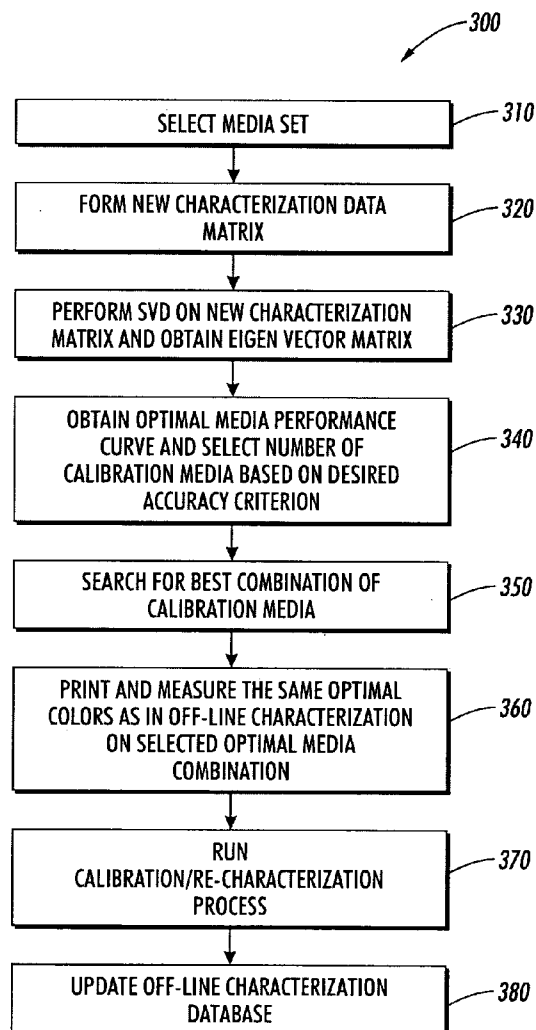 300
SELECT MEDIA SET
310
FORM NEW CHARACTERIZATION DATA
MATRIX
320
PERFORM SVD ON NEW CHARACTERIZATION
MATRIX AND OBTAIN EIGEN VECTOR MATRIX
330
OBTAIN OPTIMAL MEDIA PERFORMANCE
CURVE AND SELECT NUMBER OF
CALIBRATION MEDIA BASED ON DESIRED
ACCURACY CRITERION
340
SEARCH FOR BEST COMBINATION OF
CALIBRATION MEDIA
350
PRINT AND MEASURE THE SAME OPTIMAL
COLORS AS IN OFF-LINE CHARACTERIZATION
ON SELECTED OPTIMAL MEDIA
COMBINATION
360
RUN
CALIBRATION/RE-CHARACTERIZATION
PROCESS
370
UPDATE OFF-LINE CHARACTERIZATION
DATABASE
380